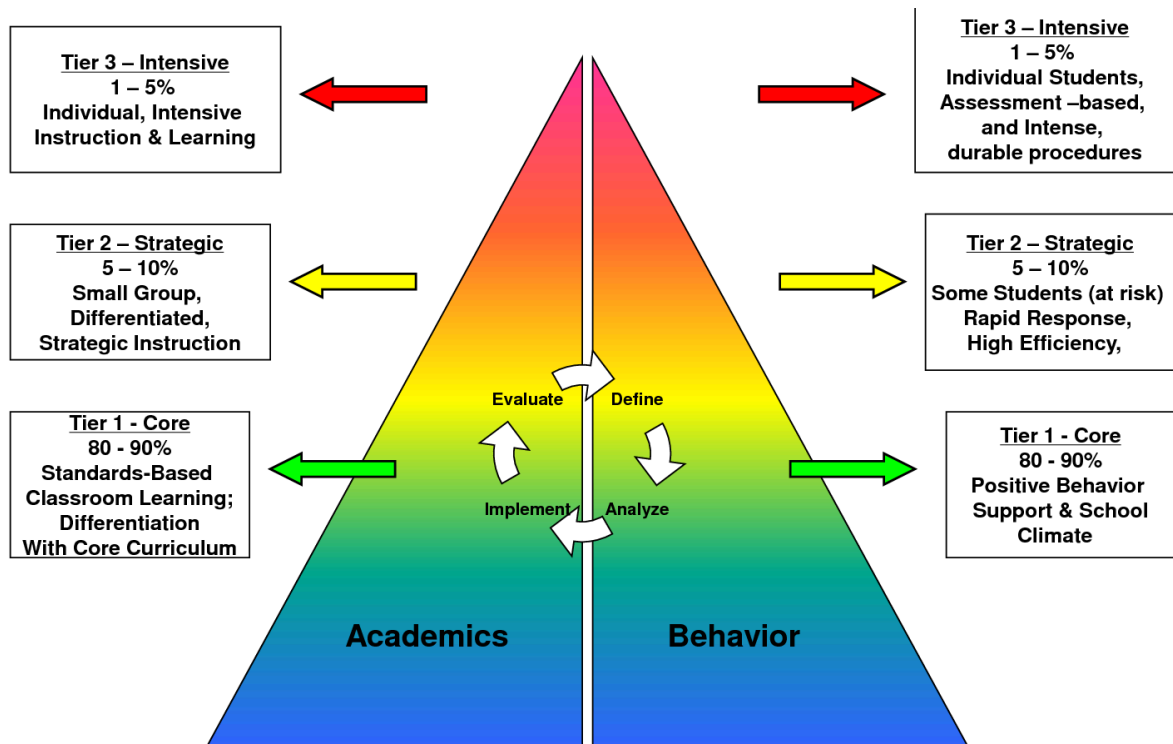 Tier 3 – Intensive
1 – 5%
Individual, Intensive
Instruction & Learning
Tier 3 – Intensive
1 – 5%
Individual Students,
Assessment –based,
and Intense,
durable procedures
Tier 2 – Strategic
5 – 10%
Small Group,
Differentiated,
Strategic Instruction
Tier 2 – Strategic
5 – 10%
Some Students (at risk)
Rapid Response,
High Efficiency,
Tier 1 - Core
80 - 90%
Standards-Based
Classroom Learning;
Differentiation
With Core Curriculum
Evaluate
Define
Implement
Analyze
Tier 1 - Core
80 - 90%
Positive Behavior
Support & School
Climate
Academics
Behavior